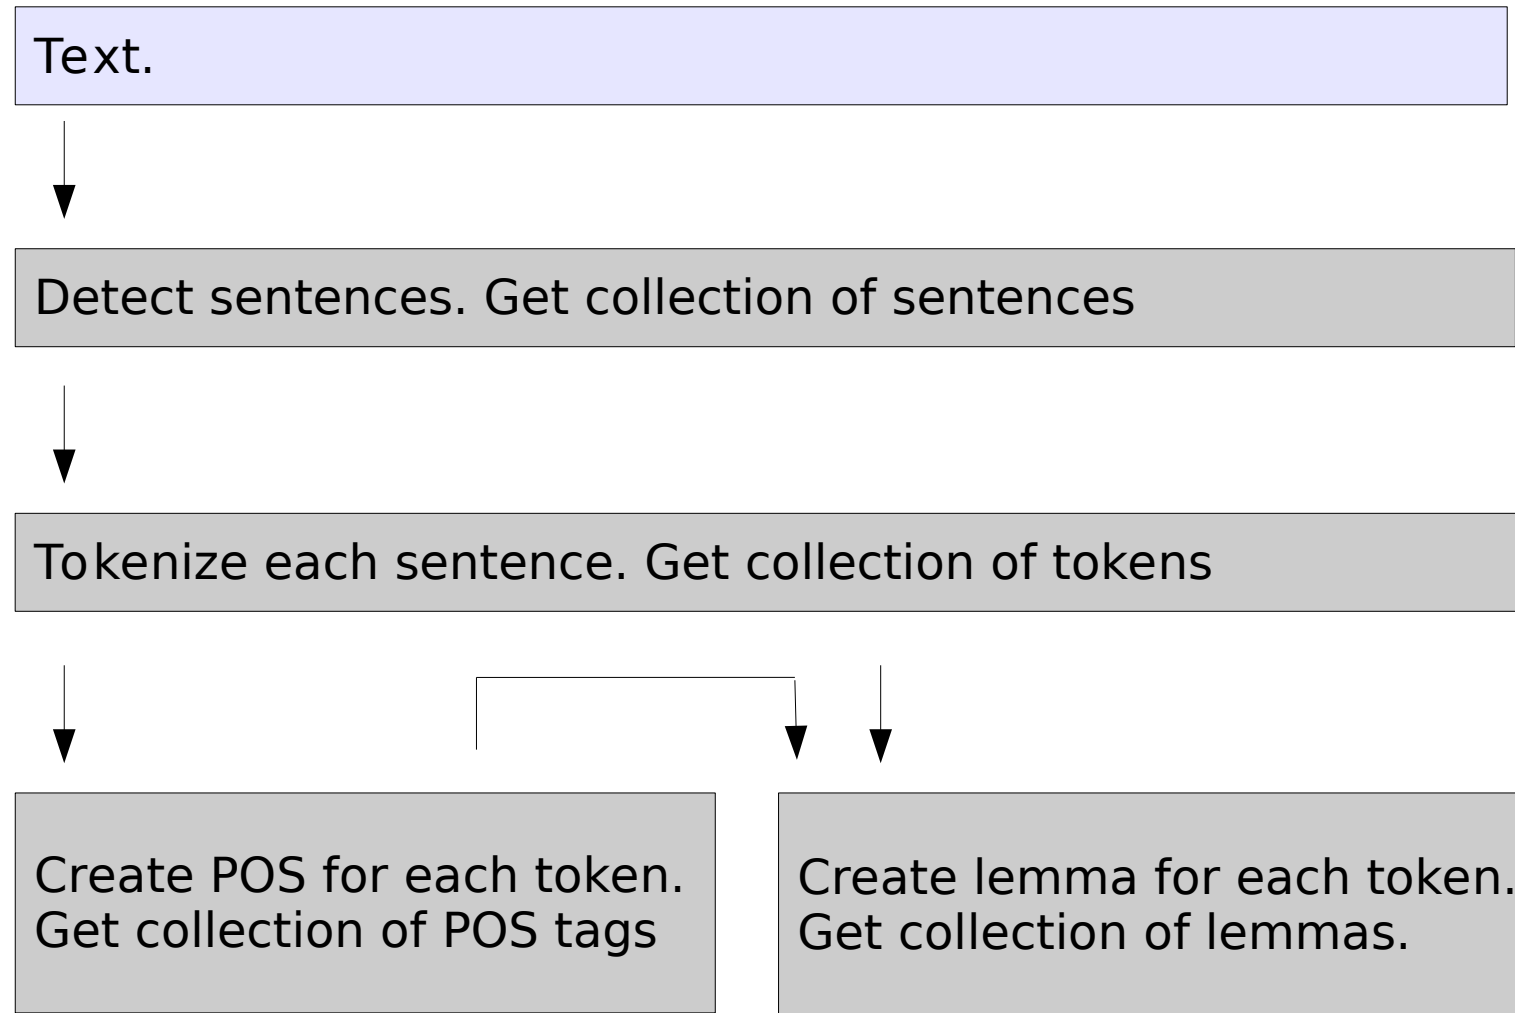 Text.
Detect sentences. Get collection of sentences
Tokenize each sentence. Get collection of tokens
Create POS for each token.
Get collection of POS tags
Create lemma for each token.
Get collection of lemmas.